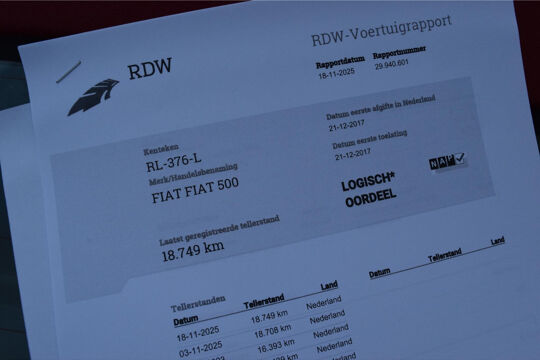 RDW
RDW-Voertuigrapport
Rapportdatum Rapportnummer
18-11-2025 29.940.601
Kenteken
RL-376-L
Merk/Handelsbenaming
FIAT FIAT 500
Laatst geregistreerde tellerstand
18.749 km
Datum eerste afgifte in Nederland
21-12-2017
Datum eerste toelating
21-12-2017
LOGISCH*
OORDEEL
NAP
Tellerstanden
Datum Tellerstand Land Datum Tellerstand Land
18-11-2025 18.749 km Nederland
03-11-2025 18.708 km Nederland
16.393 km Nederland
km Nederland